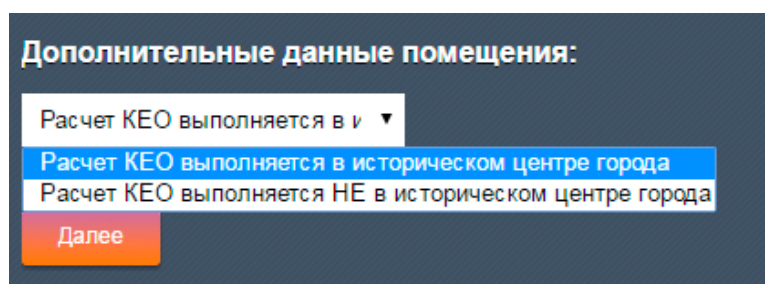 Дополнительные данные помещения:
Расчет КЕО выполняется в и
Расчет КЕО выполняется в историческом центре города
Расчет КЕО выполняется НЕ в историческом центре города
Далее